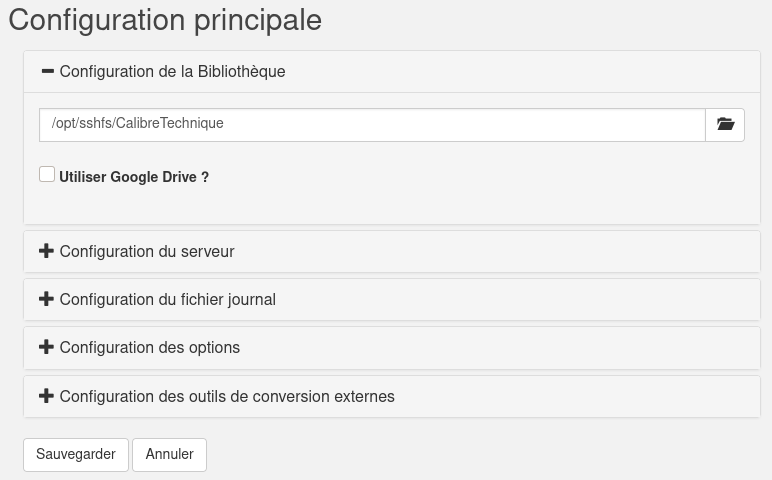 Configuration principale
Configuration de la Bibliothèque
/opt/sshfs/CalibreTechnique
Utiliser Google Drive ?
Configuration du serveur
Configuration du fichier journal
Configuration des options
Configuration des outils de conversion externes
Sauvegarder Annuler